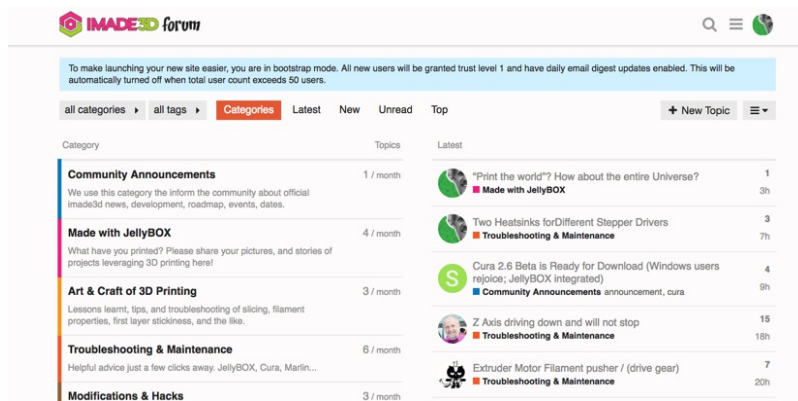 IMADE3D forum
To make launching your new site easier, you are in bootstrap mode. All new users will be granted trust level 1 and have daily email digest updates enabled. This will
automatically turned off when total user count exceeds 50 users.
all categories
all tags
Categories
Latest
New
Unread
Top
+ New Topic
Category
Topics
Community Announcements
1 / month
We use this category the inform the community about official
imade3d news, development, roadmap, events, dates.
Made with JellyBOX
4 / month
What have you printed? Please share your pictures, and stories of
projects leveraging 3D printing here!
Art & Craft of 3D Printing
3 / month
Lessons learnt, tips, and troubleshooting of slicing, filament
properties, first layer stickiness, and the like.
Troubleshooting & Maintenance
6 / month
Helpful advice just a few clicks away. JellyBOX, Cura, Marlin...
Modifications & Hacks
3 / month
Latest
"Print the world"? How about the entire Universe?
1
Made with JellyBOX
3h
Two Heatsinks forDifferent Stepper Drivers
3
Troubleshooting & Maintenance
7h
S
Cura 2.6 Beta is Ready for Download (Windows users
rejoice; JellyBOX integrated)
4
Community Announcements announcement, cura
9h
Z Axis driving down and will not stop
15
Troubleshooting & Maintenance
18h
Extruder Motor Filament pusher / (drive gear)
7
Troubleshooting & Maintenance
20h